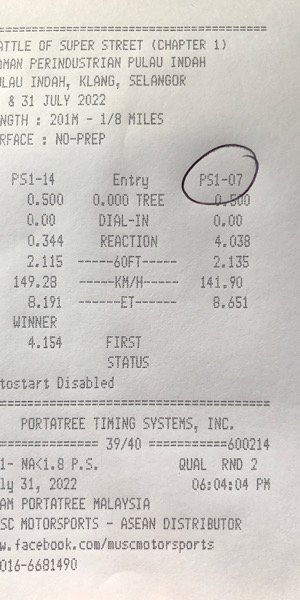 ATTLE OF SUPER STREET (CHAPTER 1)
MAN PERINDUSTRIAN PULAU INDAH
ULAU INDAH, KLANG, SELANGOR
& 31 JULY 2022
NGTH : 201M - 1/8 MILES
RFACE : NO-PREP
PS1-14 Entry PS1-07
0.500 0.000 TREE 0.500
0.00 DIAL-IN 0.00
0.344 REACTION 4.038
2.115 -----60FT----- 2.135
149.28 -----KM/H----- 141.90
8.191 ------ET------ 8.651
WINNER
4.154 FIRST
STATUS
tostart Disabled
PORTATREE TIMING SYSTEMS, INC.
============== 39/40 ===========600214
1- NA<1.8 P.S. QUAL RND 2
ly 31, 2022 06:04:04 PM
AM PORTATREE MALAYSIA
SC MOTORSPORTS - ASEAN DISTRIBUTOR
w.facebook.com/muscmotorsports
016-6681490